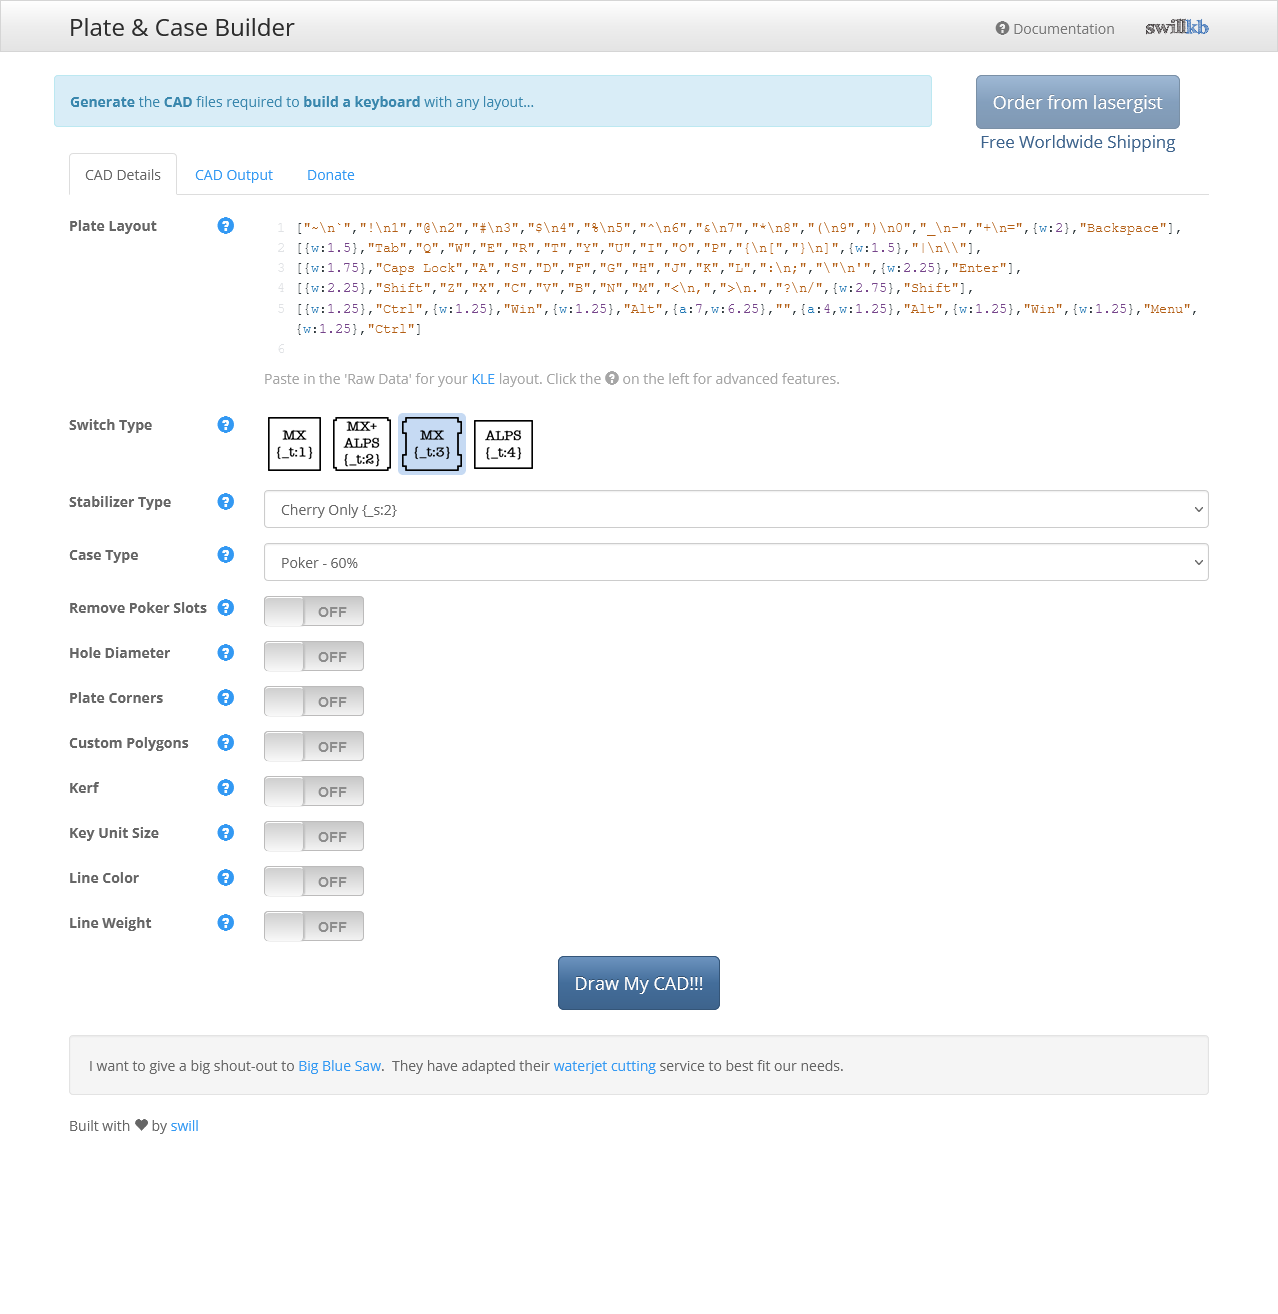 Plate & Case Builder
Documentation
swillkb
Generate the CAD files required to build a keyboard with any layout...
Order from lasergist
Free Worldwide Shipping
CAD Details
CAD Output
Donate
Plate Layout
1 ["~\n`","!\n1","@\n2","#\n3","$\n4","%\n5","^\n6","&\n7","*\n8","(\n9",")\n0","_\n-","+\n=",{w:2},"Backspace"],
2 [{w:1.5},"Tab","Q","W","E","R","T","Y","U","I","O","P","{\n[","}\n]",{w:1.5},"|\n\\"],
3 [{w:1.75},"Caps Lock","A","S","D","F","G","H","J","K","L",":\n;","\"\n'",{w:2.25},"Enter"],
4 [{w:2.25},"Shift","Z","X","C","V","B","N","M","<\n,",">\n.","?\n/",{w:2.75},"Shift"],
5 [{w:1.25},"Ctrl",{w:1.25},"Win",{w:1.25},"Alt",{a:7,w:6.25},"",{a:4,w:1.25},"Alt",{w:1.25},"Win",{w:1.25},"Menu",
{w:1.25},"Ctrl"]
6
Paste in the 'Raw Data' for your KLE layout. Click the ? on the left for advanced features.
Switch Type
MX
{_t:1}
MX+
ALPS
{_t:2}
MX
{_t:3}
ALPS
{_t:4}
Stabilizer Type
Cherry Only {_s:2}
Case Type
Poker - 60%
Remove Poker Slots
OFF
Hole Diameter
OFF
Plate Corners
OFF
Custom Polygons
OFF
Kerf
OFF
Key Unit Size
OFF
Line Color
OFF
Line Weight
OFF
Draw My CAD!!!
I want to give a big shout-out to Big Blue Saw.  They have adapted their waterjet cutting service to best fit our needs.
Built with ♥ by swill